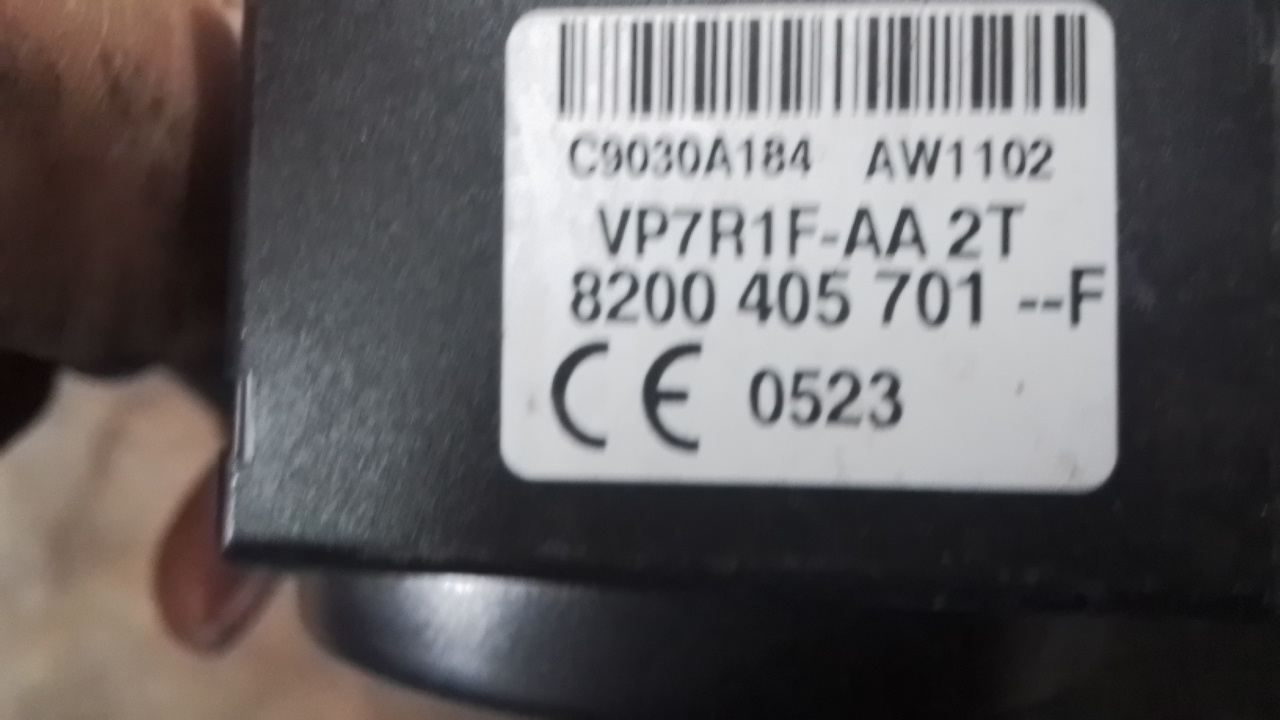 C9030A184 AW1102
VP7R1F-AA 2T
8200 405 701 --F
CE 0523